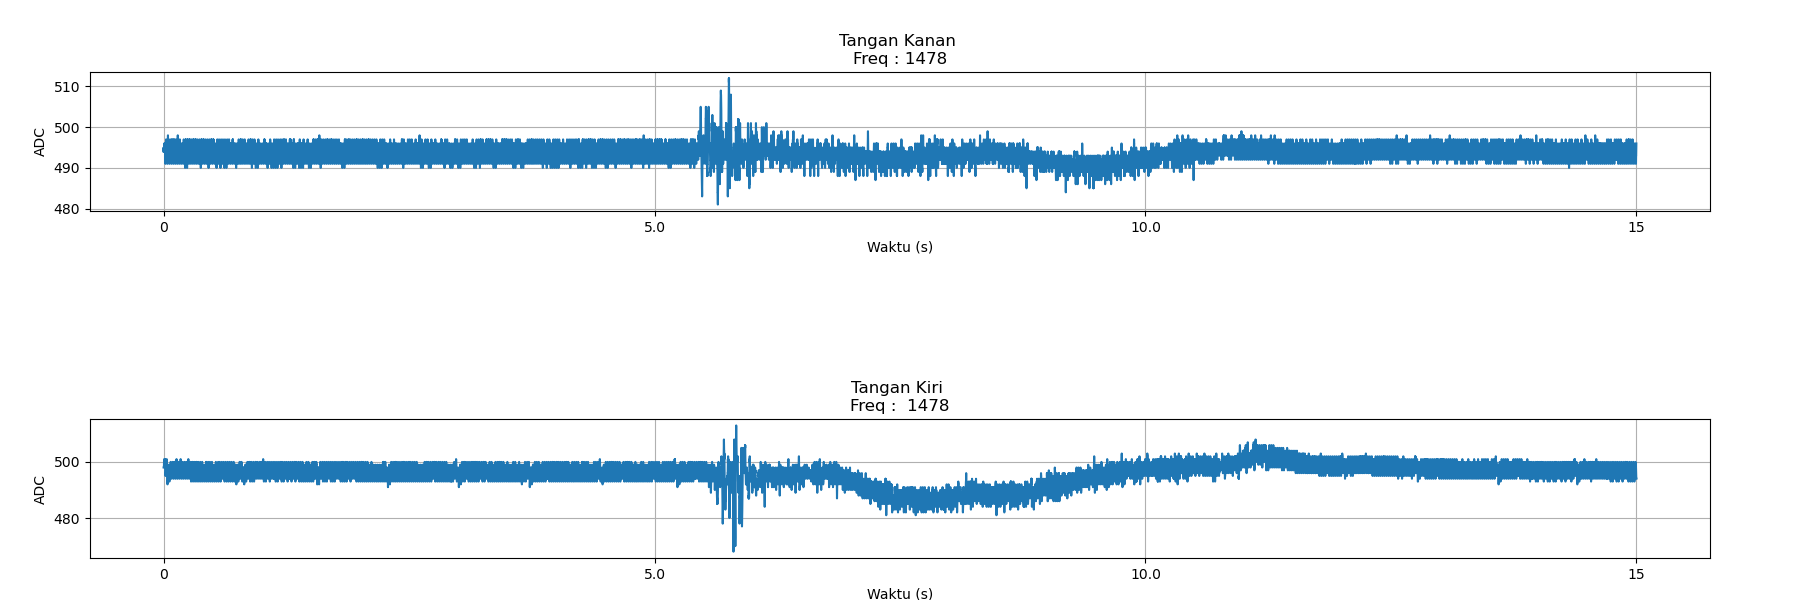 Tangan Kanan
Freq : 1478
510
500
490
480
ADC
0
5.0
10.0
15
Waktu (s)
Tangan Kiri
Freq :  1478
500
480
ADC
0
5.0
10.0
15
Waktu (s)